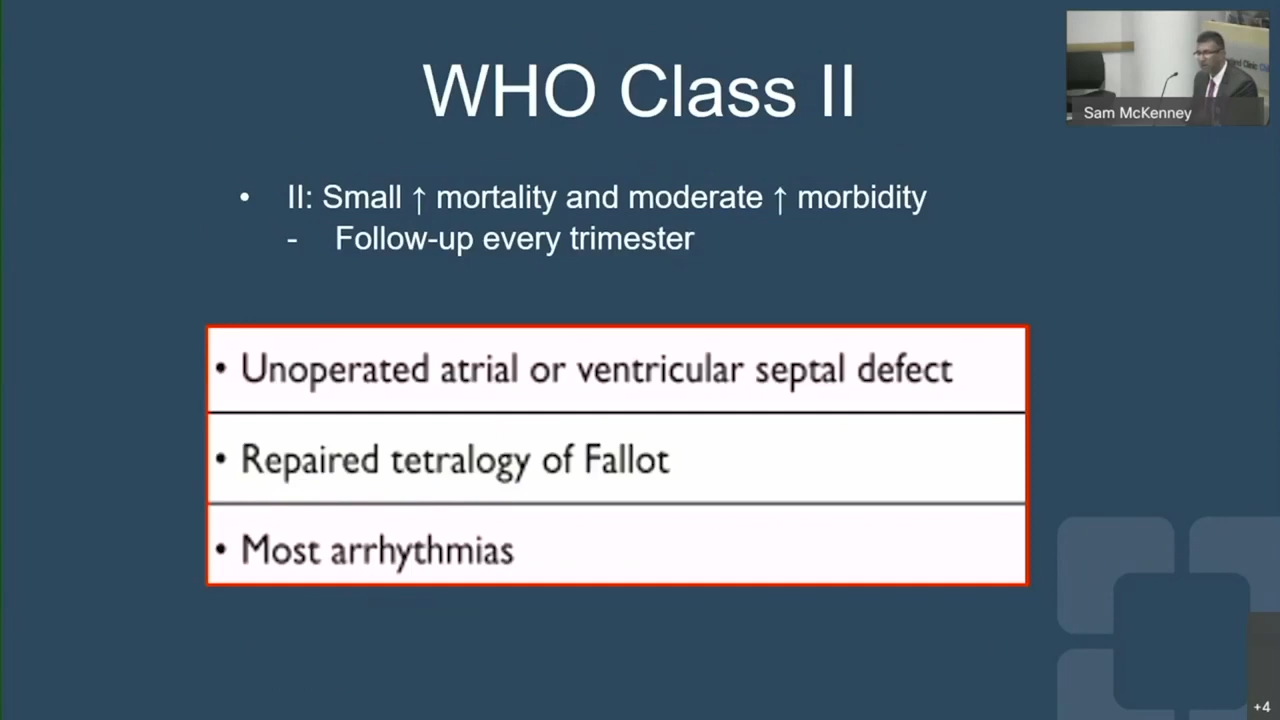 WHO Class II
Sam McKenney
• II: Small ↑ mortality and moderate ↑ morbidity
- Follow-up every trimester
• Unoperated atrial or ventricular septal defect
• Repaired tetralogy of Fallot
• Most arrhythmias
+4